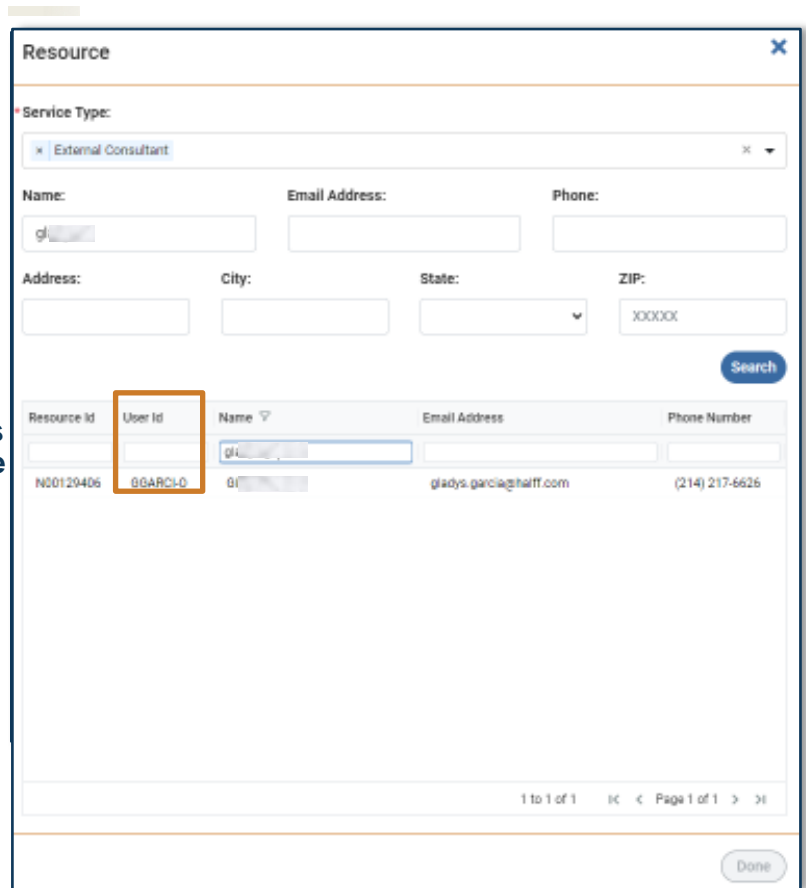 Resource
*Service Type:
× External Consultant
Name: Email Address: Phone:
Address: City: State: ZIP:
XXXXX
Search
Resource Id User Id Name Email Address Phone Number
N00129406 GGARCI-O gladys.garcia@halff.com (214) 217-6626
1 to 1 of 1 Page 1 of 1
Done